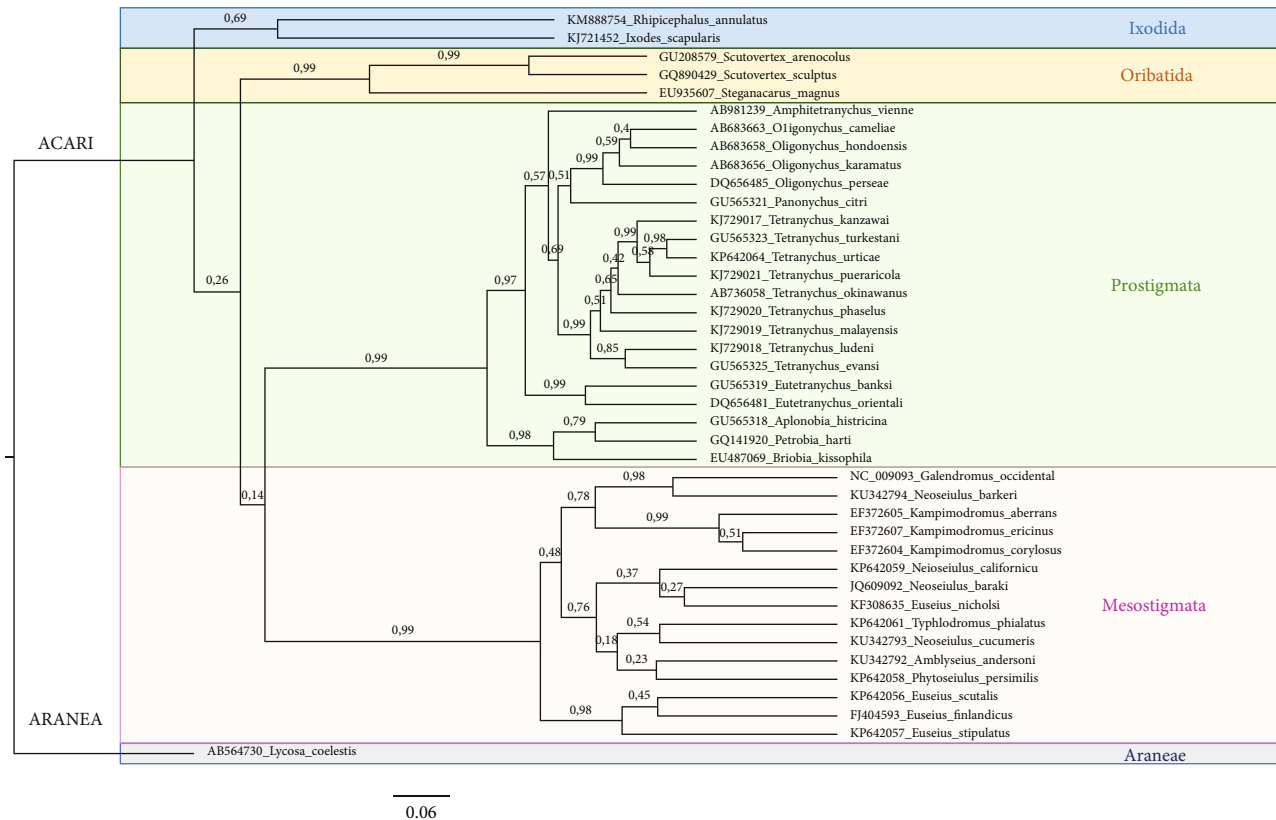 0,69
KM888754_Rhipicephalus_annulatus
KJ721452_Ixodes_scapularis
Ixodida
0,99
0,99
GU208579_Scutovertex_arenocolus
GQ890429_Scutovertex_sculptus
EU935607_Steganacarus_magnus
Oribatida
ACARI
AB981239_Amphitetranychus_vienne
0,4
AB683663_O1igonychus_cameliae
0,59
AB683658_Oligonychus_hondoensis
0,99
AB683656_Oligonychus_karamatus
0,57
0,51
DQ656485_Oligonychus_perseae
GU565321_Panonychus_citri
KJ729017_Tetranychus_kanzawai
0,99
0,98
GU565323_Tetranychus_turkestani
0,69
0,58
0,42
KP642064_Tetranychus_urticae
0,26
0,97
0,65
KJ729021_Tetranychus_pueraricola
Prostigmata
AB736058_Tetranychus_okinawanus
0,51
KJ729020_Tetranychus_phaselus
0,99
KJ729019_Tetranychus_malayensis
0,85
KJ729018_Tetranychus_ludeni
0,99
GU565325_Tetranychus_evansi
0,99
GU565319_Eutetranychus_banksi
DQ656481_Eutetranychus_orientali
0,79
GU565318_Aplonobia_histricina
0,98
GQ141920_Petrobia_harti
EU487069_Briobia_kissophila
0,14
0,98
NC_009093_Galendromus_occidental
0,78
KU342794_Neoseiulus_barkeri
0,99
EF372605_Kampimodromus_aberrans
0,51
EF372607_Kampimodromus_ericinus
0,48
EF372604_Kampimodromus_corylosus
0,37
KP642059_Neioseiulus_californicu
0,27
JQ609092_Neoseiulus_baraki
0,76
KF308635_Euseius_nicholsi
Mesostigmata
0,54
KP642061_Typhlodromus_phialatus
0,99
0,18
KU342793_Neoseiulus_cucumeris
0,23
KU342792_Amblyseius_andersoni
KP642058_Phytoseiulus_persimilis
0,45
KP642056_Euseius_scutalis
0,98
FJ404593_Euseius_finlandicus
KP642057_Euseius_stipulatus
ARANEA
AB564730_Lycosa_coelestis
Araneae
0.06